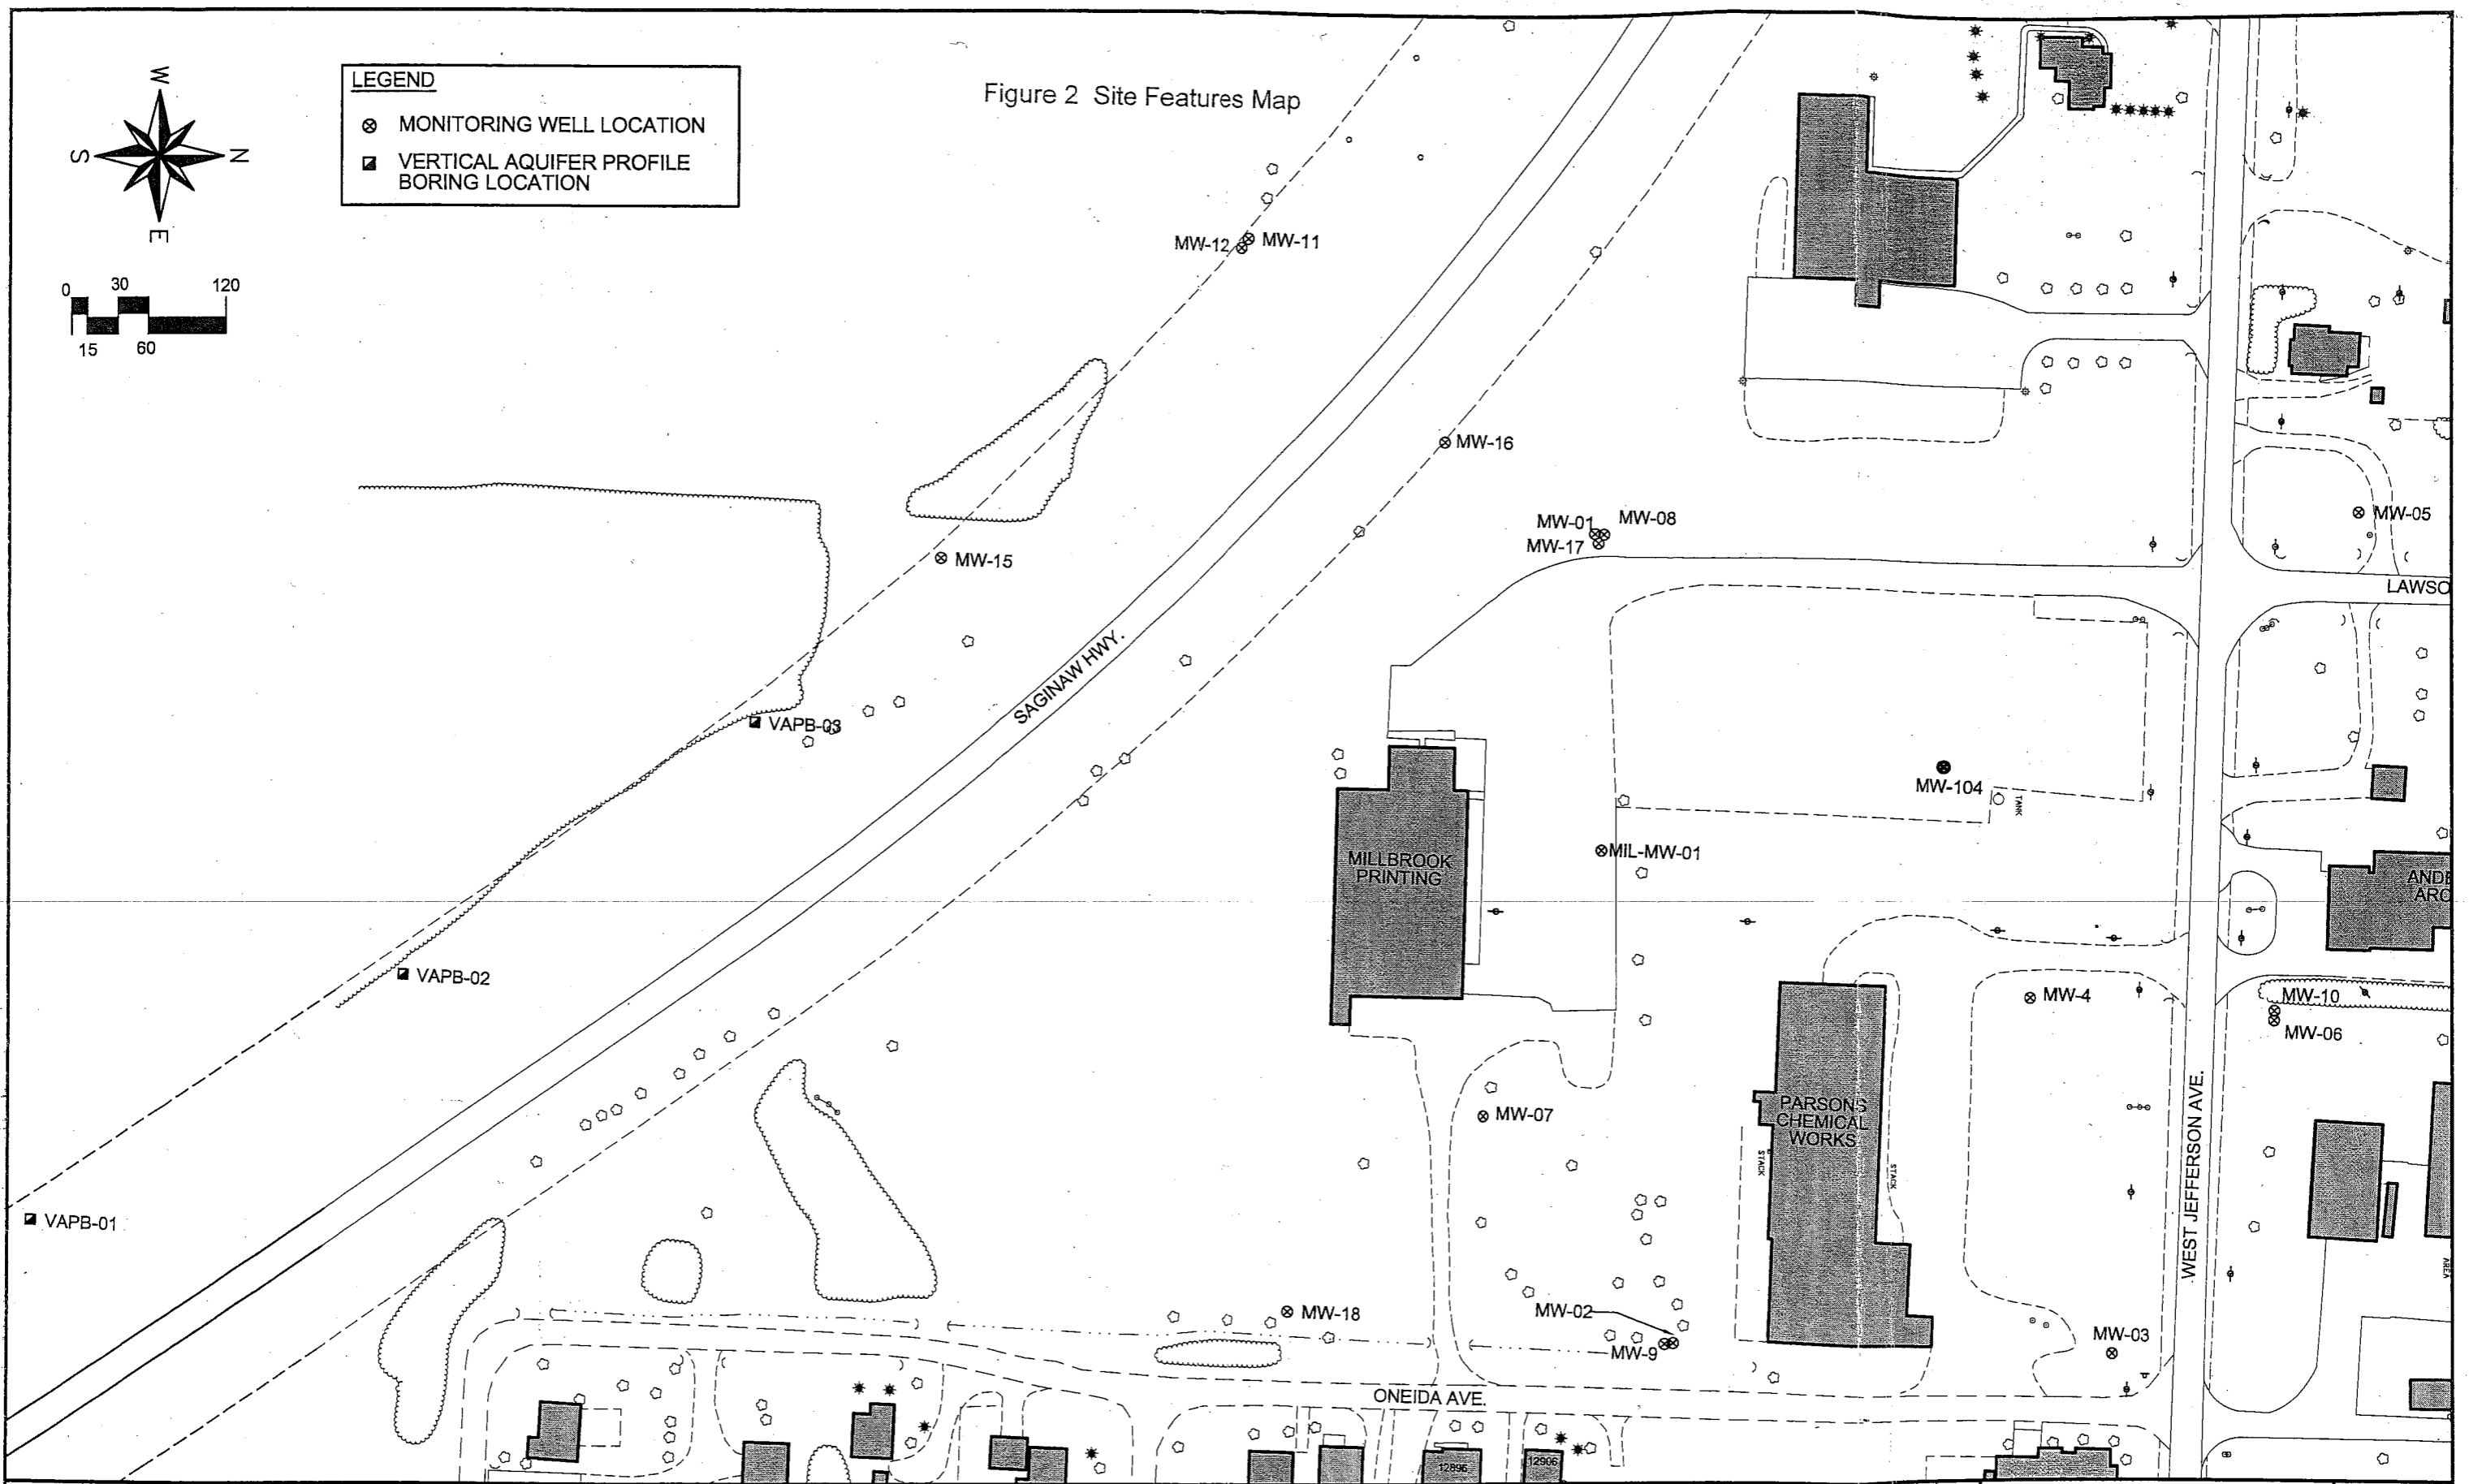 Figure 2 Site Features Map
W
S
N
E
LEGEND
MONITORING WELL LOCATION
VERTICAL AQUIFER PROFILE
BORING LOCATION
0 30 120
15 60
MW-12
MW-11
MW-16
MW-01
MW-08
MW-17
MW-05
MW-15
LAWSO
SAGINAW HWY.
VAPB-03
MW-104
TANK
MIL-MW-01
MILLBROOK
PRINTING
ANDE
ARC
VAPB-02
MW-4
MW-10
MW-06
MW-07
PARSONS
CHEMICAL
WORKS
STACK
STACK
WEST JEFFERSON AVE.
VAPB-01
AREA
MW-18
MW-02
MW-9
MW-03
ONEIDA AVE.
12896
12906